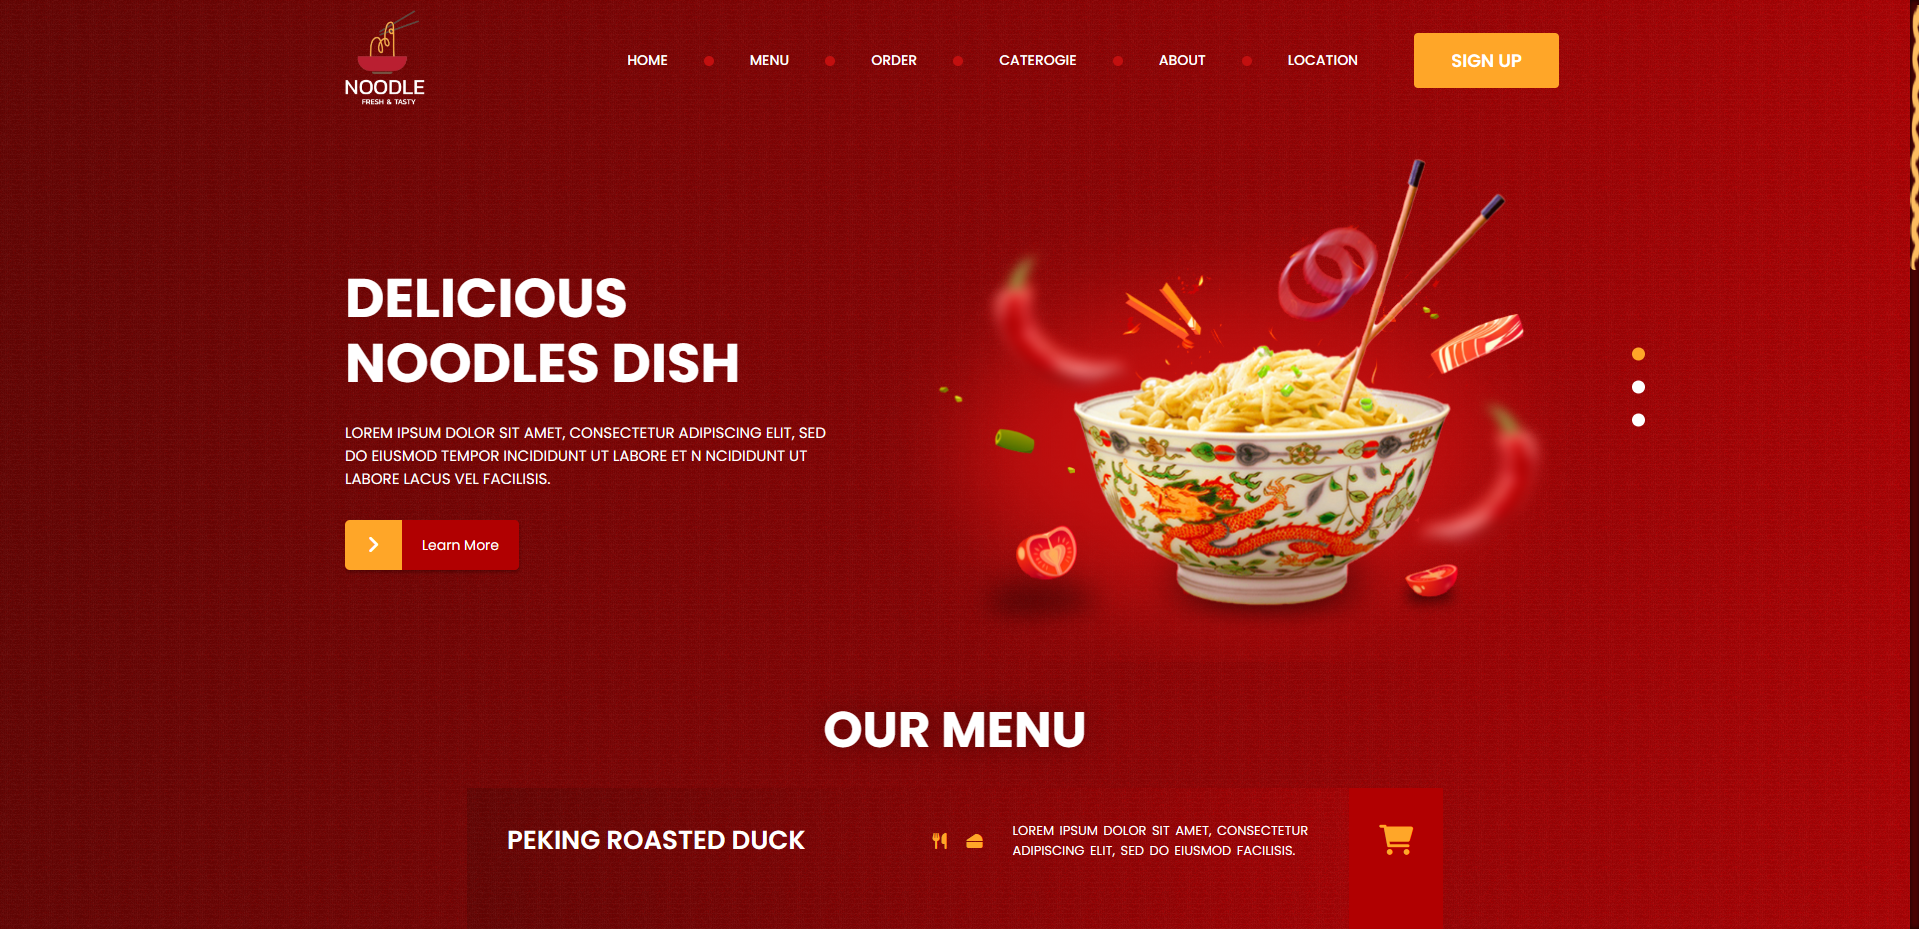 NOODLE
FRESH & TASTY
HOME
MENU
ORDER
CATEROGIE
ABOUT
LOCATION
SIGN UP
DELICIOUS
NOODLES DISH
LOREM IPSUM DOLOR SIT AMET, CONSECTETUR ADIPISCING ELIT, SED
DO EIUSMOD TEMPOR INCIDIDUNT UT LABORE ET N NCIDIDUNT UT
LABORE LACUS VEL FACILISIS.
Learn More
OUR MENU
PEKING ROASTED DUCK
LOREM IPSUM DOLOR SIT AMET, CONSECTETUR
ADIPISCING ELIT, SED DO EIUSMOD FACILISIS.